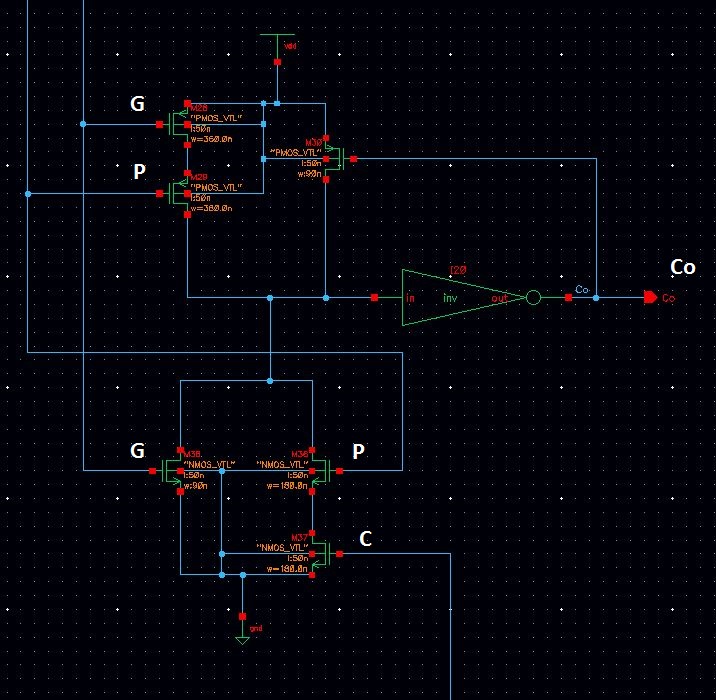 vdd
G
M28
"PMOS_VTL"
l:50n
w=360.0n
M30
"PMOS_VTL"
l:50n
w:90n
P
M29
"PMOS_VTL"
l:50n
w=360.0n
I20
Co
in
inv
out
Co
Co
G
"NMOS_VTL"
l:50n
w:90n
M36
"NMOS_VTL"
l:50n
w=180.0n
P
M37
"NMOS_VTL"
l:50n
w=180.0n
C
gnd